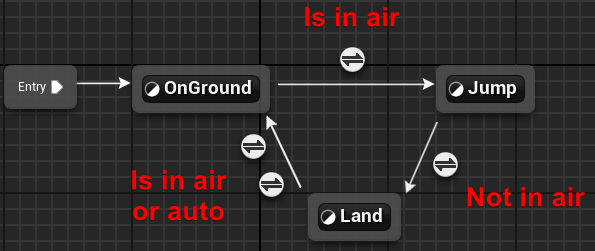 Is in air
Entry
OnGround
Jump
Is in air
or auto
Not in air
Land